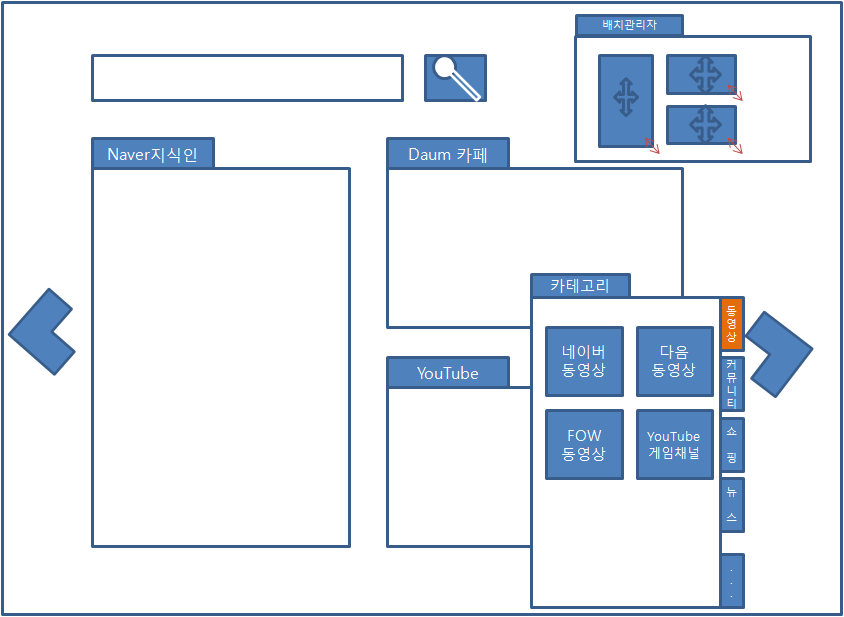 배치관리자
Naver지식인
Daum 카페
카테고리
동영상
네이버
동영상
다음
동영상
커뮤니티
YouTube
FOW
동영상
YouTube
게임채널
쇼핑
뉴스
...